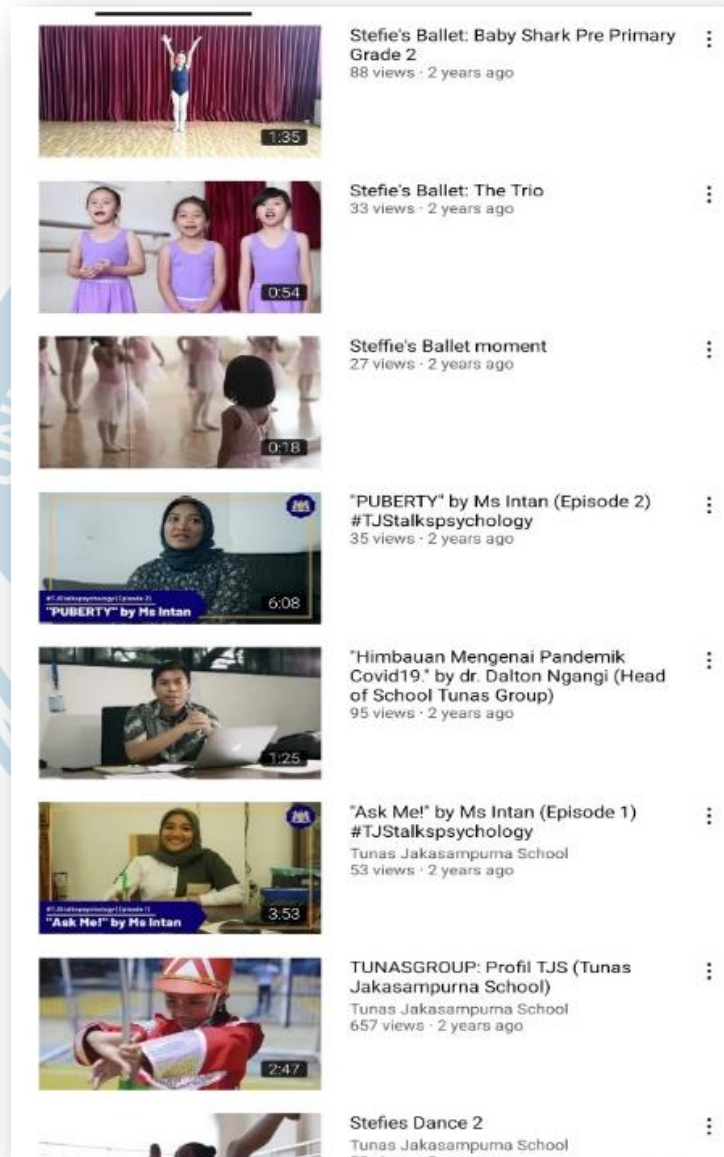 Stefie's Ballet: Baby Shark Pre Primary
Grade 2
88 views · 2 years ago
1:35
Stefie's Ballet: The Trio
33 views · 2 years ago
0:54
Steffie's Ballet moment
27 views · 2 years ago
0:18
"PUBERTY" by Ms Intan (Episode 2)
#TJStalkspsychology
35 views · 2 years ago
#TJStalkspsychology (Episode 2)
"PUBERTY" by Ms Intan
6:08
"Himbauan Mengenai Pandemik
Covid19." by dr. Dalton Ngangi (Head
of School Tunas Group)
95 views · 2 years ago
1:25
"Ask Me!" by Ms Intan (Episode 1)
#TJStalkspsychology
Tunas Jakasampurna School
53 views · 2 years ago
#TJStalkspsychology (Episode 1)
"Ask Me!" by Ms Intan
3:53
TUNASGROUP: Profil TJS (Tunas
Jakasampurna School)
Tunas Jakasampurna School
657 views · 2 years ago
2:47
Stefies Dance 2
Tunas Jakasampurna School